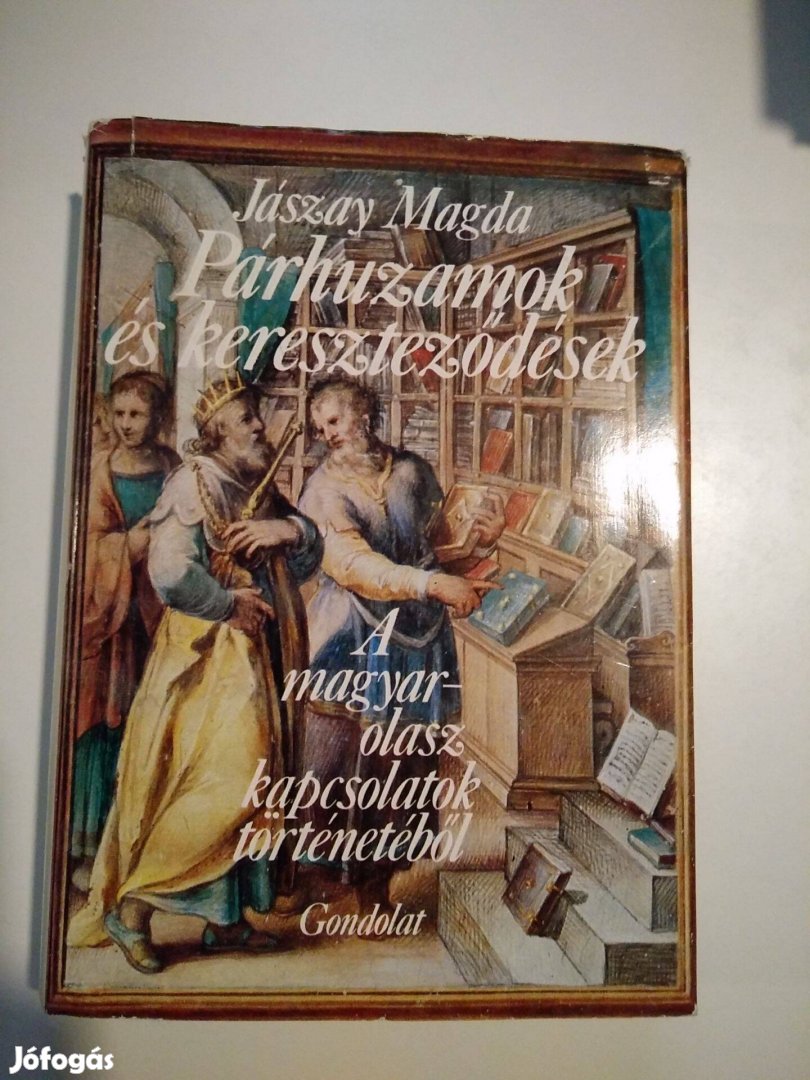 Jászay Magda
Párhuzamok
és kereszteződések
A
magyar–
olasz
kapcsolatok
történetéből
Gondolat
Jófogás